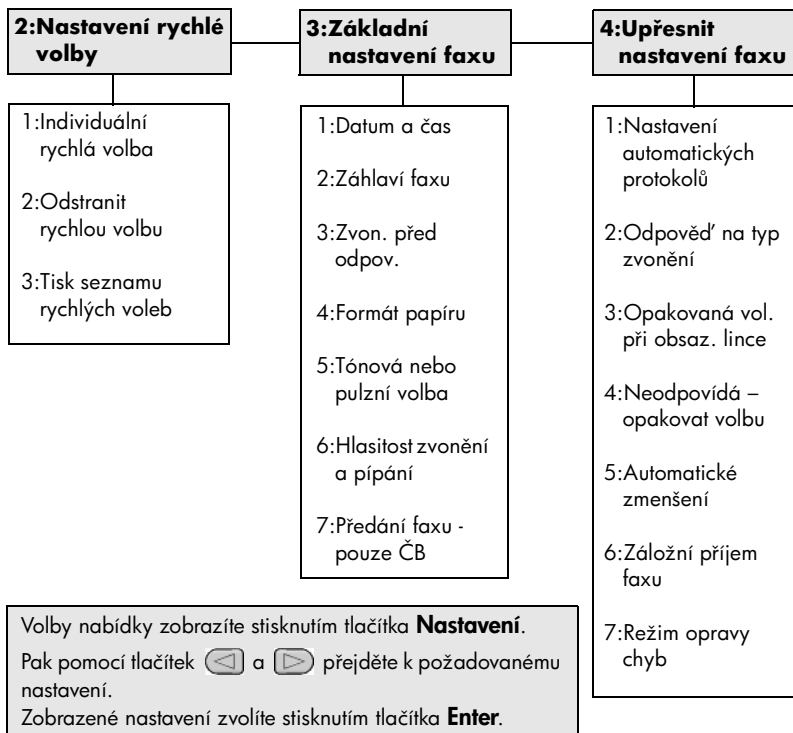 2:Nastavení rychlé
volby
1:Individuální
rychlá volba
2:Odstranit
rychlou volbu
3:Tisk seznamu
rychlých voleb
3:Základní
nastavení faxu
1:Datum a čas
2:Záhlaví faxu
3:Zvon. před
odpov.
4:Formát papíru
5:Tónová nebo
pulzní volba
6:Hlasitost zvonění
a pípání
7:Předání faxu -
pouze ČB
4:Upřesnit
nastavení faxu
1:Nastavení
automatických
protokolů
2:Odpověď na typ
zvonění
3:Opakovaná vol.
při obsaz. lince
4:Neodpovídá –
opakovat volbu
5:Automatické
zmenšení
6:Záložní příjem
faxu
7:Režim opravy
chyb
Volby nabídky zobrazíte stisknutím tlačítka Nastavení.
Pak pomocí tlačítek a přejděte k požadovanému
nastavení.
Zobrazené nastavení zvolíte stisknutím tlačítka Enter.